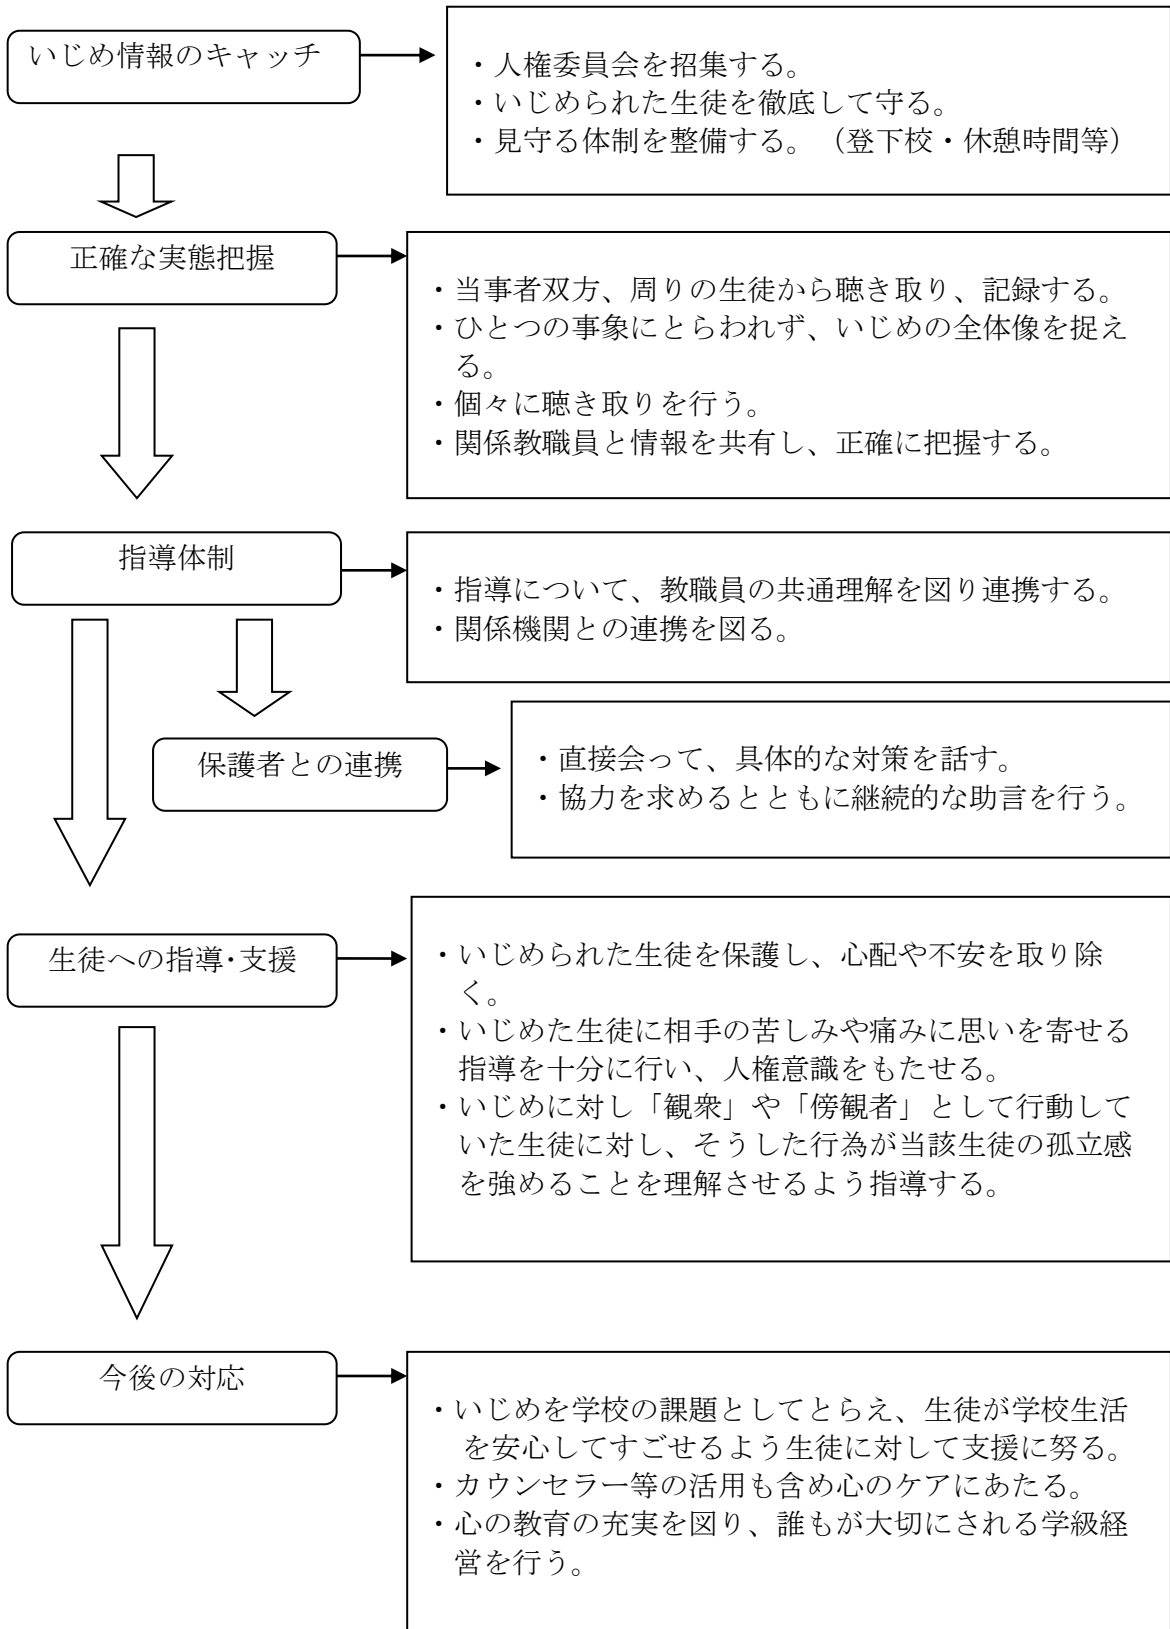 いじめ情報のキャッチ
・人権委員会を招集する。
・いじめられた生徒を徹底して守る。
・見守る体制を整備する。（登下校・休憩時間等）
正確な実態把握
・当事者双方、周りの生徒から聴き取り、記録する。
・ひとつの事象にとらわれず、いじめの全体像を捉え
る。
・個々に聴き取りを行う。
・関係教職員と情報を共有し、正確に把握する。
指導体制
・指導について、教職員の共通理解を図り連携する。
・関係機関との連携を図る。
保護者との連携
・直接会って、具体的な対策を話す。
・協力を求めるとともに継続的な助言を行う。
生徒への指導・支援
・いじめられた生徒を保護し、心配や不安を取り除
く。
・いじめた生徒に相手の苦しみや痛みに思いを寄せる
指導を十分に行い、人権意識をもたせる。
・いじめに対し「観衆」や「傍観者」として行動して
いた生徒に対し、そうした行為が当該生徒の孤立感
を強めることを理解させるよう指導する。
今後の対応
・いじめを学校の課題としてとらえ、生徒が学校生活
を安心してすごせるよう生徒に対して支援に努る。
・カウンセラー等の活用も含め心のケアにあたる。
・心の教育の充実を図り、誰もが大切にされる学級経
営を行う。